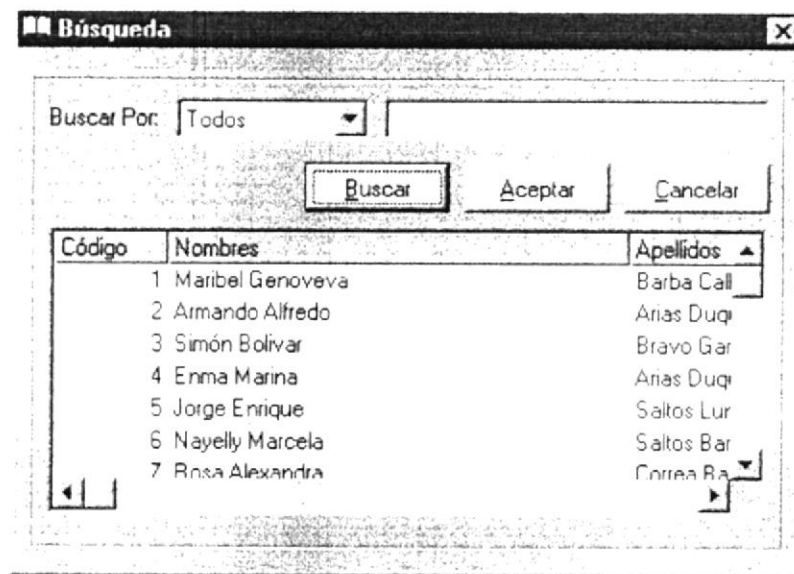 Búsqueda
Buscar Por: Todos
Buscar Aceptar Cancelar
Código Nombres Apellidos
1 Maribel Genoveva Barba Call
2 Armando Alfredo Arias Duq
3 Simón Bolivar Bravo Gar
4 Enma Marina Arias Duq
5 Jorge Enrique Saltos Lur
6 Nayelly Marcela Saltos Bar
7 Rosa Alexandra Correa Ba